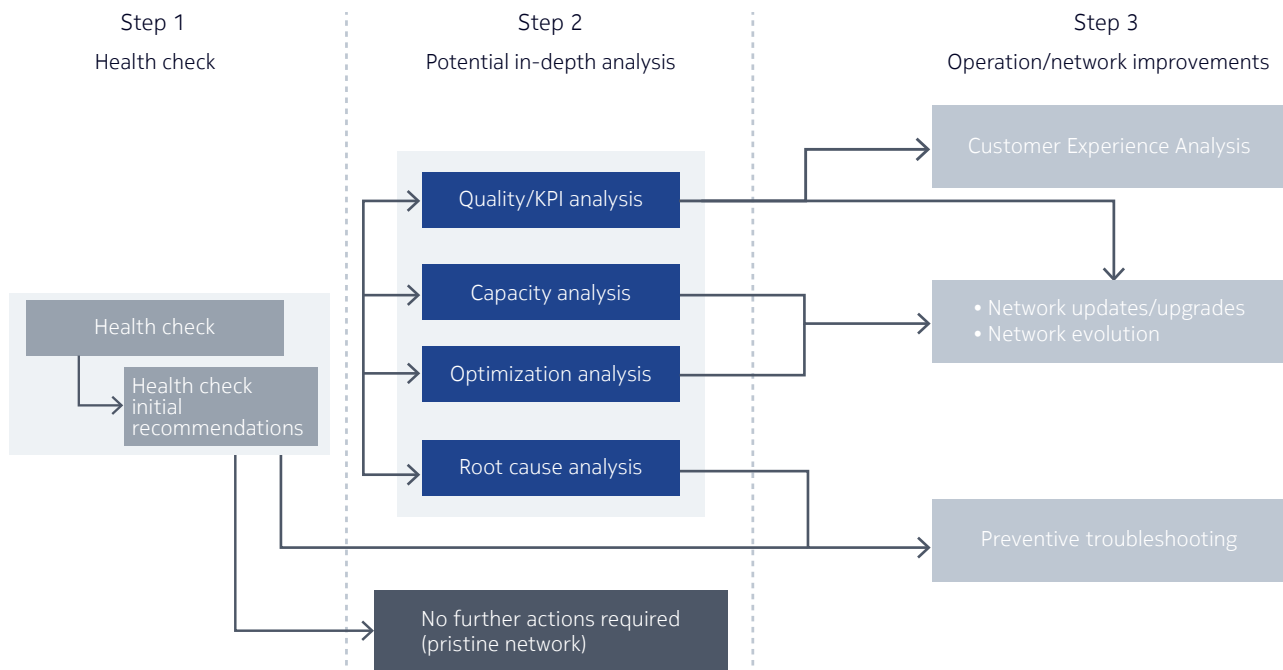 Step 1
Health check
Step 2
Potential in-depth analysis
Step 3
Operation/network improvements
Health check
Health check
initial
recommendations
Quality/KPI analysis
Capacity analysis
Optimization analysis
Root cause analysis
No further actions required
(pristine network)
Customer Experience Analysis
• Network updates/upgrades
• Network evolution
Preventive troubleshooting